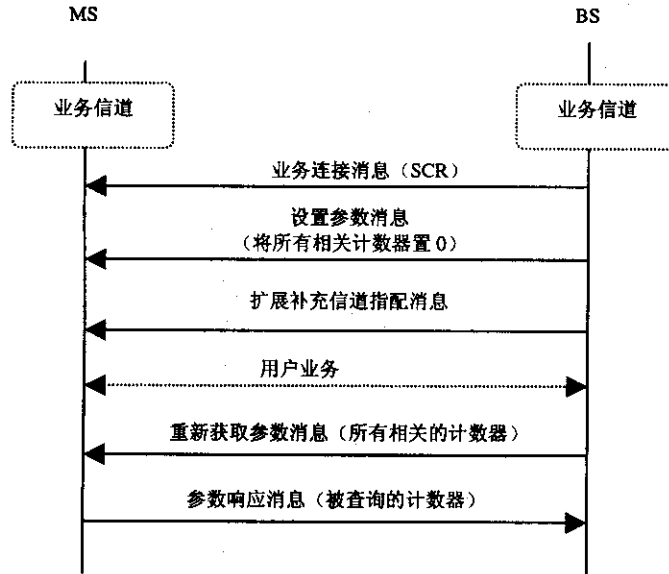 MS BS
业务信道 业务信道
业务连接消息（SCR）
设置参数消息
（将所有相关计数器置 0）
扩展补充信道指配消息
用户业务
重新获取参数消息（所有相关的计数器）
参数响应消息（被查询的计数器）